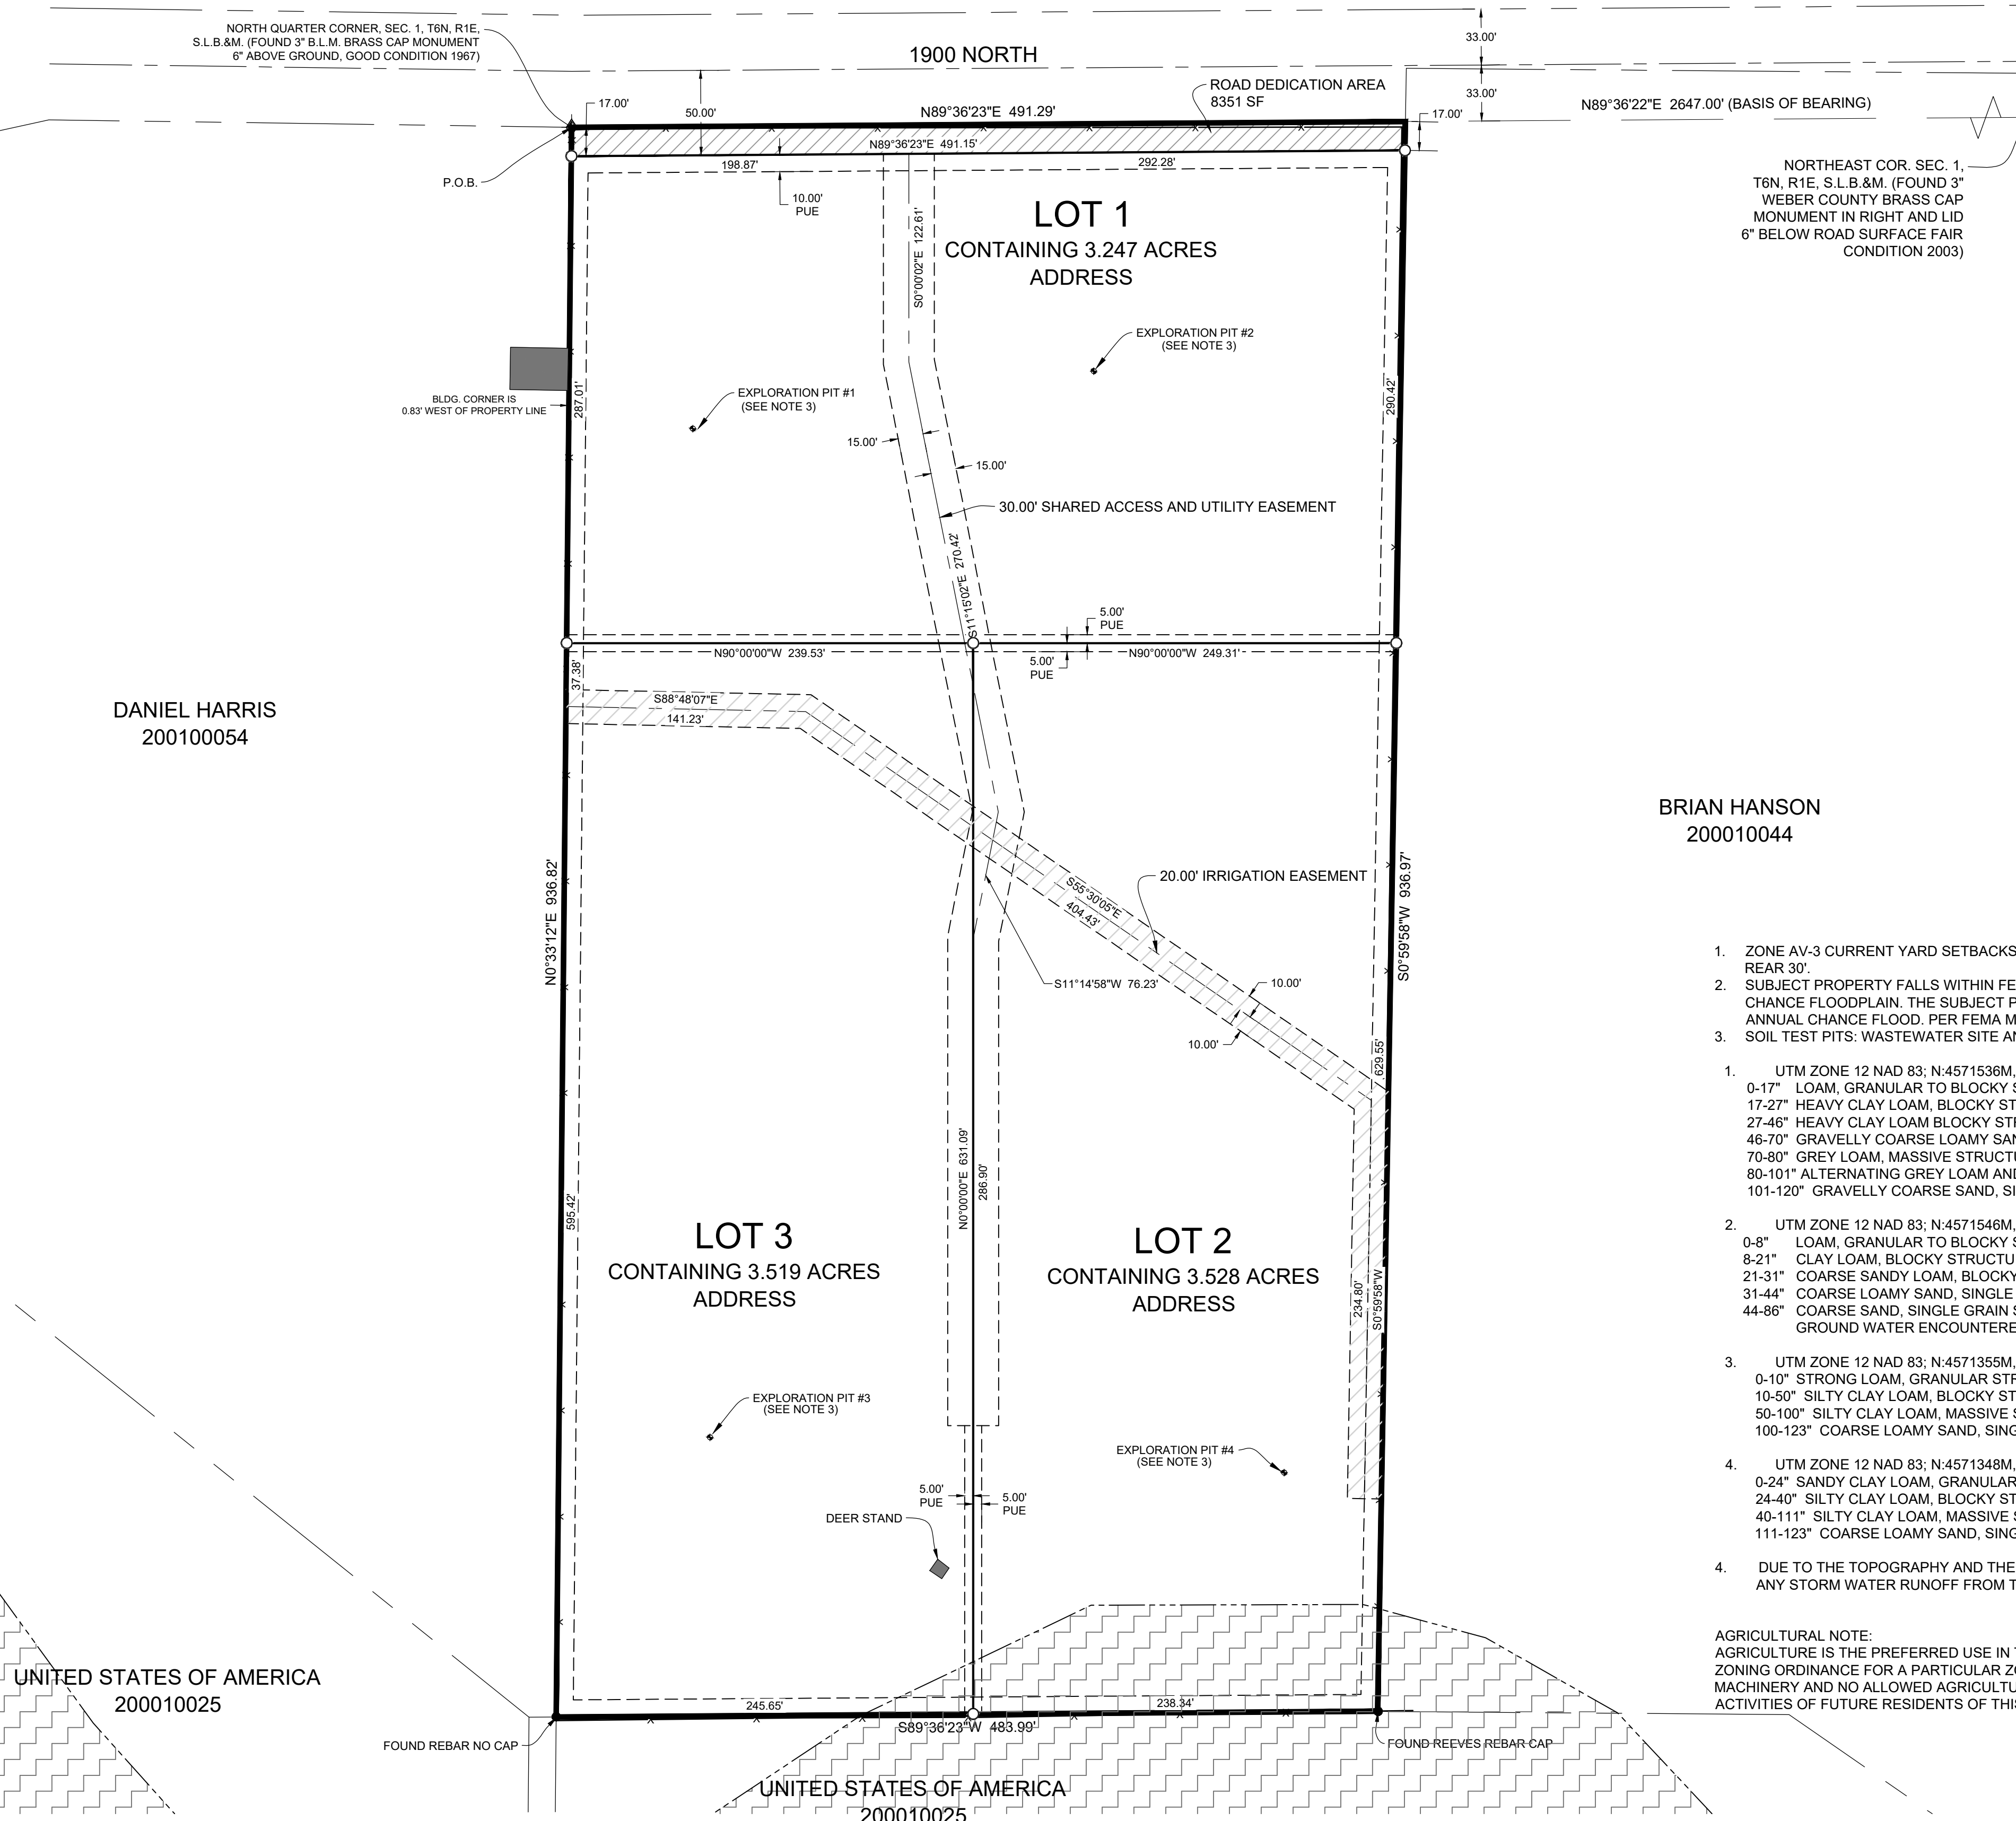 NORTH QUARTER CORNER, SEC. 1, T6N, R1E,
S.L.B.&M. (FOUND 3" B.L.M. BRASS CAP MONUMENT
6" ABOVE GROUND, GOOD CONDITION 1967)
1900 NORTH
33.00'
33.00'
ROAD DEDICATION AREA
8351 SF
N89°36'22"E 2647.00' (BASIS OF BEARING)
17.00'
50.00'
N89°36'23"E 491.29'
17.00'
N89°36'23"E 491.15'
198.87'
292.28'
P.O.B.
10.00'
PUE
NORTHEAST COR. SEC. 1,
T6N, R1E, S.L.B.&M. (FOUND 3"
WEBER COUNTY BRASS CAP
MONUMENT IN RIGHT AND LID
6" BELOW ROAD SURFACE FAIR
CONDITION 2003)
LOT 1
CONTAINING 3.247 ACRES
ADDRESS
S0°00'02"E 122.61'
EXPLORATION PIT #2
(SEE NOTE 3)
EXPLORATION PIT #1
(SEE NOTE 3)
BLDG. CORNER IS
0.83' WEST OF PROPERTY LINE
287.01'
290.42'
15.00'
15.00'
30.00' SHARED ACCESS AND UTILITY EASEMENT
S11°15'02"E 270.42'
5.00'
PUE
N90°00'00"W 239.53'
5.00'
PUE
N90°00'00"W 249.31'
37.38'
S88°48'07"E
141.23'
DANIEL HARRIS
200100054
BRIAN HANSON
200010044
N0°33'12"E 936.82'
S0°59'58"W 936.97'
20.00' IRRIGATION EASEMENT
S55°30'05"E
404.43'
S11°14'58"W 76.23'
10.00'
10.00'
629.55'
N0°00'00"E 631.09'
286.90'
595.42'
LOT 3
CONTAINING 3.519 ACRES
ADDRESS
LOT 2
CONTAINING 3.528 ACRES
ADDRESS
234.80'
S0°59'58"W
EXPLORATION PIT #3
(SEE NOTE 3)
EXPLORATION PIT #4
(SEE NOTE 3)
5.00'
PUE
5.00'
PUE
DEER STAND
245.65'
238.34'
S89°36'23"W 483.99'
FOUND REBAR NO CAP
FOUND REEVES REBAR CAP
UNITED STATES OF AMERICA
200010025
UNITED STATES OF AMERICA
200010025
1. ZONE AV-3 CURRENT YARD SETBACKS
REAR 30'.
2. SUBJECT PROPERTY FALLS WITHIN
CHANCE FLOODPLAIN. THE SUBJECT
ANNUAL CHANCE FLOOD. PER FEMA
3. SOIL TEST PITS: WASTEWATER SITE
1. UTM ZONE 12 NAD 83; N:4571536M,
0-17" LOAM, GRANULAR TO BLOCKY
17-27" HEAVY CLAY LOAM, BLOCKY
27-46" HEAVY CLAY LOAM BLOCKY
46-70" GRAVELLY COARSE LOAMY
70-80" GREY LOAM, MASSIVE
80-101" ALTERNATING GREY LOAM
101-120" GRAVELLY COARSE SAND,
2. UTM ZONE 12 NAD 83; N:4571546M,
0-8" LOAM, GRANULAR TO BLOCKY
8-21" CLAY LOAM, BLOCKY
21-31" COARSE SANDY LOAM, BLOCKY
31-44" COARSE LOAMY SAND, SINGLE
44-86" COARSE SAND, SINGLE GRAIN
GROUND WATER
3. UTM ZONE 12 NAD 83; N:4571355M,
0-10" STRONG LOAM, GRANULAR
10-50" SILTY CLAY LOAM, BLOCKY
50-100" SILTY CLAY LOAM, MASSIVE
100-123" COARSE LOAMY SAND,
4. UTM ZONE 12 NAD 83; N:4571348M,
0-24" SANDY CLAY LOAM, GRANULAR
24-40" SILTY CLAY LOAM, BLOCKY
40-111" SILTY CLAY LOAM, MASSIVE
111-123" COARSE LOAMY SAND,
4. DUE TO THE TOPOGRAPHY AND THE
ANY STORM WATER RUNOFF FROM
AGRICULTURAL NOTE:
AGRICULTURE IS THE PREFERRED USE IN
ZONING ORDINANCE FOR A PARTICULAR
MACHINERY AND NO ALLOWED
ACTIVITIES OF FUTURE RESIDENTS OF